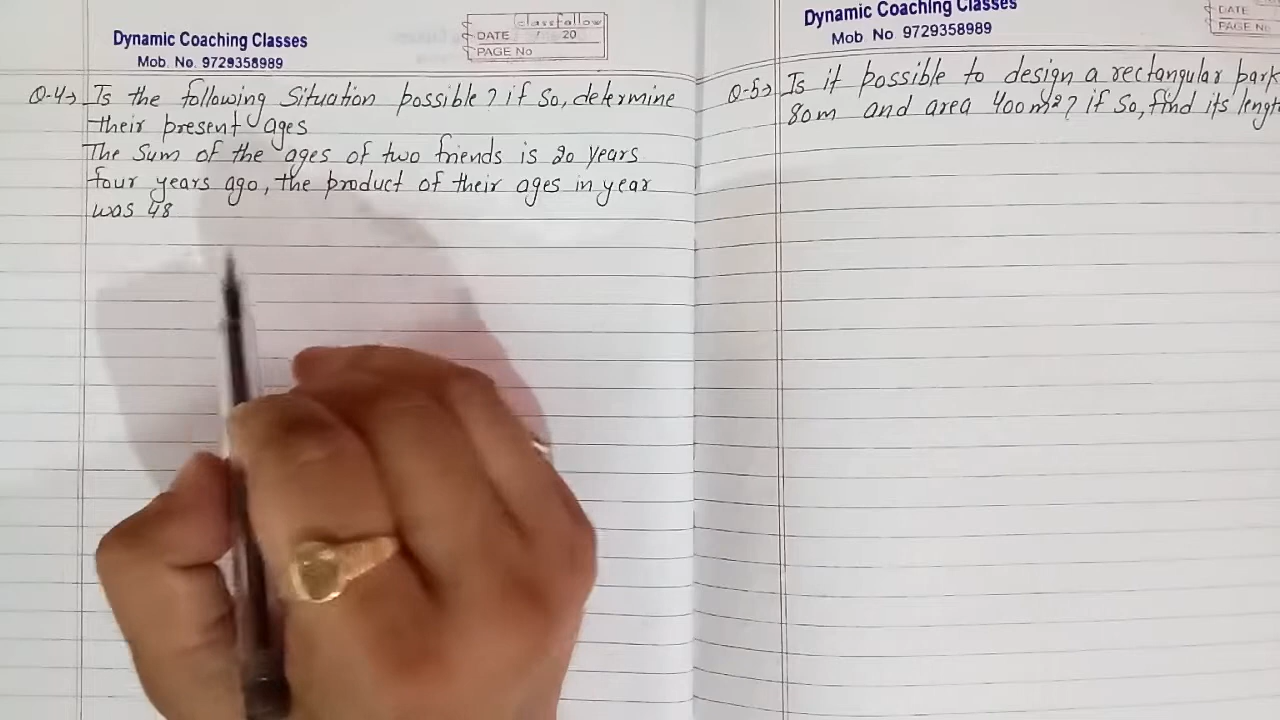 Dynamic Coaching Classes
Mob. No. 9729358989
classfellow
DATE / 20
PAGE No
Q-4→ Is the following Situation possible? if so, determine
their present ages
The Sum of the ages of two friends is 20 years
four years ago, the product of their ages in year
was 48
Dynamic Coaching Classes
Mob No 9729358989
DATE
PAGE No
Q-5→ Is it possible to design a rectangular park
80m and area 400m²? if so, find its lengt